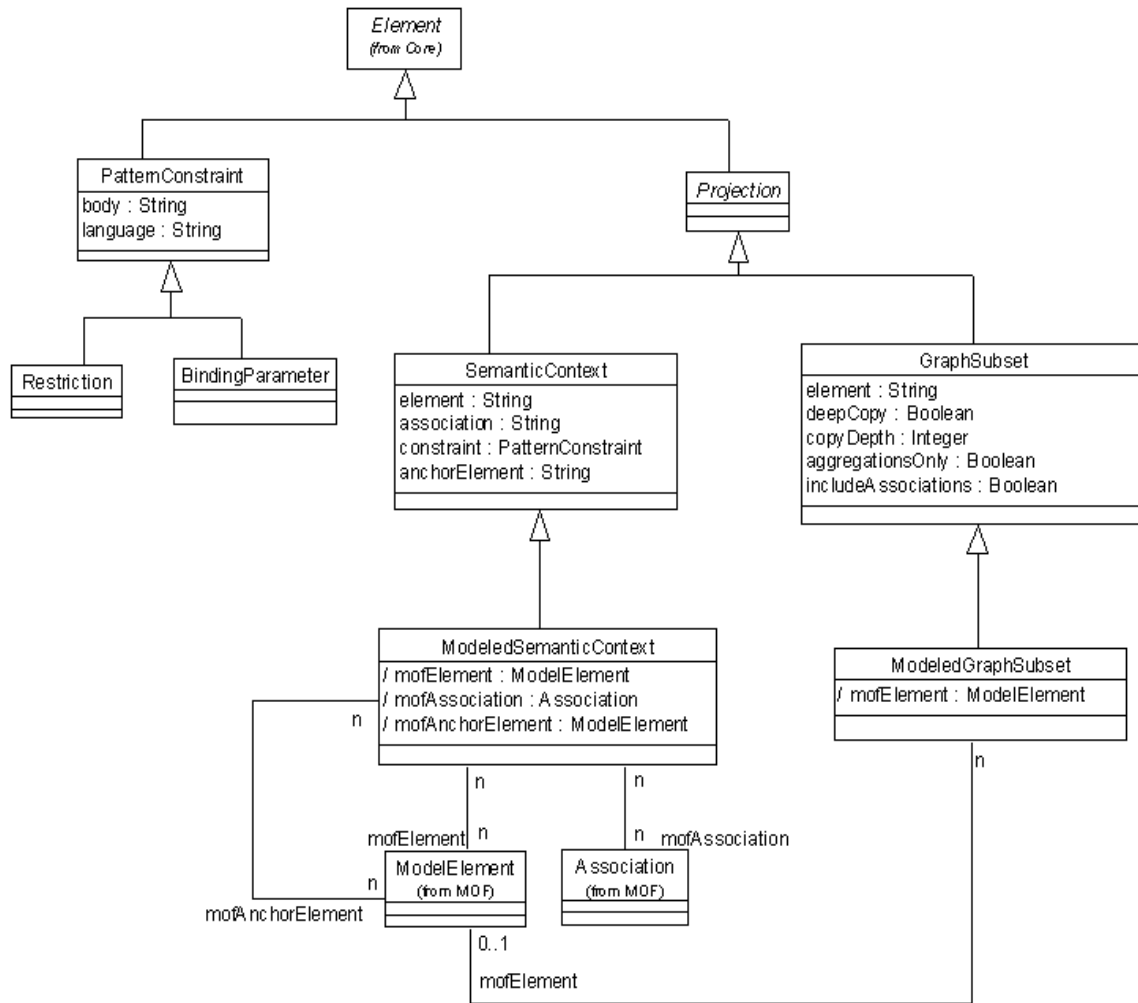 Element
(from Core)
PatternConstraint
body : String
language : String
Projection
Restriction
BindingParameter
SemanticContext
element : String
association : String
constraint : PatternConstraint
anchorElement : String
GraphSubset
element : String
deepCopy : Boolean
copyDepth : Integer
aggregationsOnly : Boolean
includeAssociations : Boolean
ModeledSemanticContext
/ mofElement : ModelElement
/ mofAssociation : Association
/ mofAnchorElement : ModelElement
ModeledGraphSubset
/ mofElement : ModelElement
n
n
n
n
mofElement
n
n
mofAssociation
ModelElement
(from MOF)
Association
(from MOF)
n
mofAnchorElement
0..1
mofElement